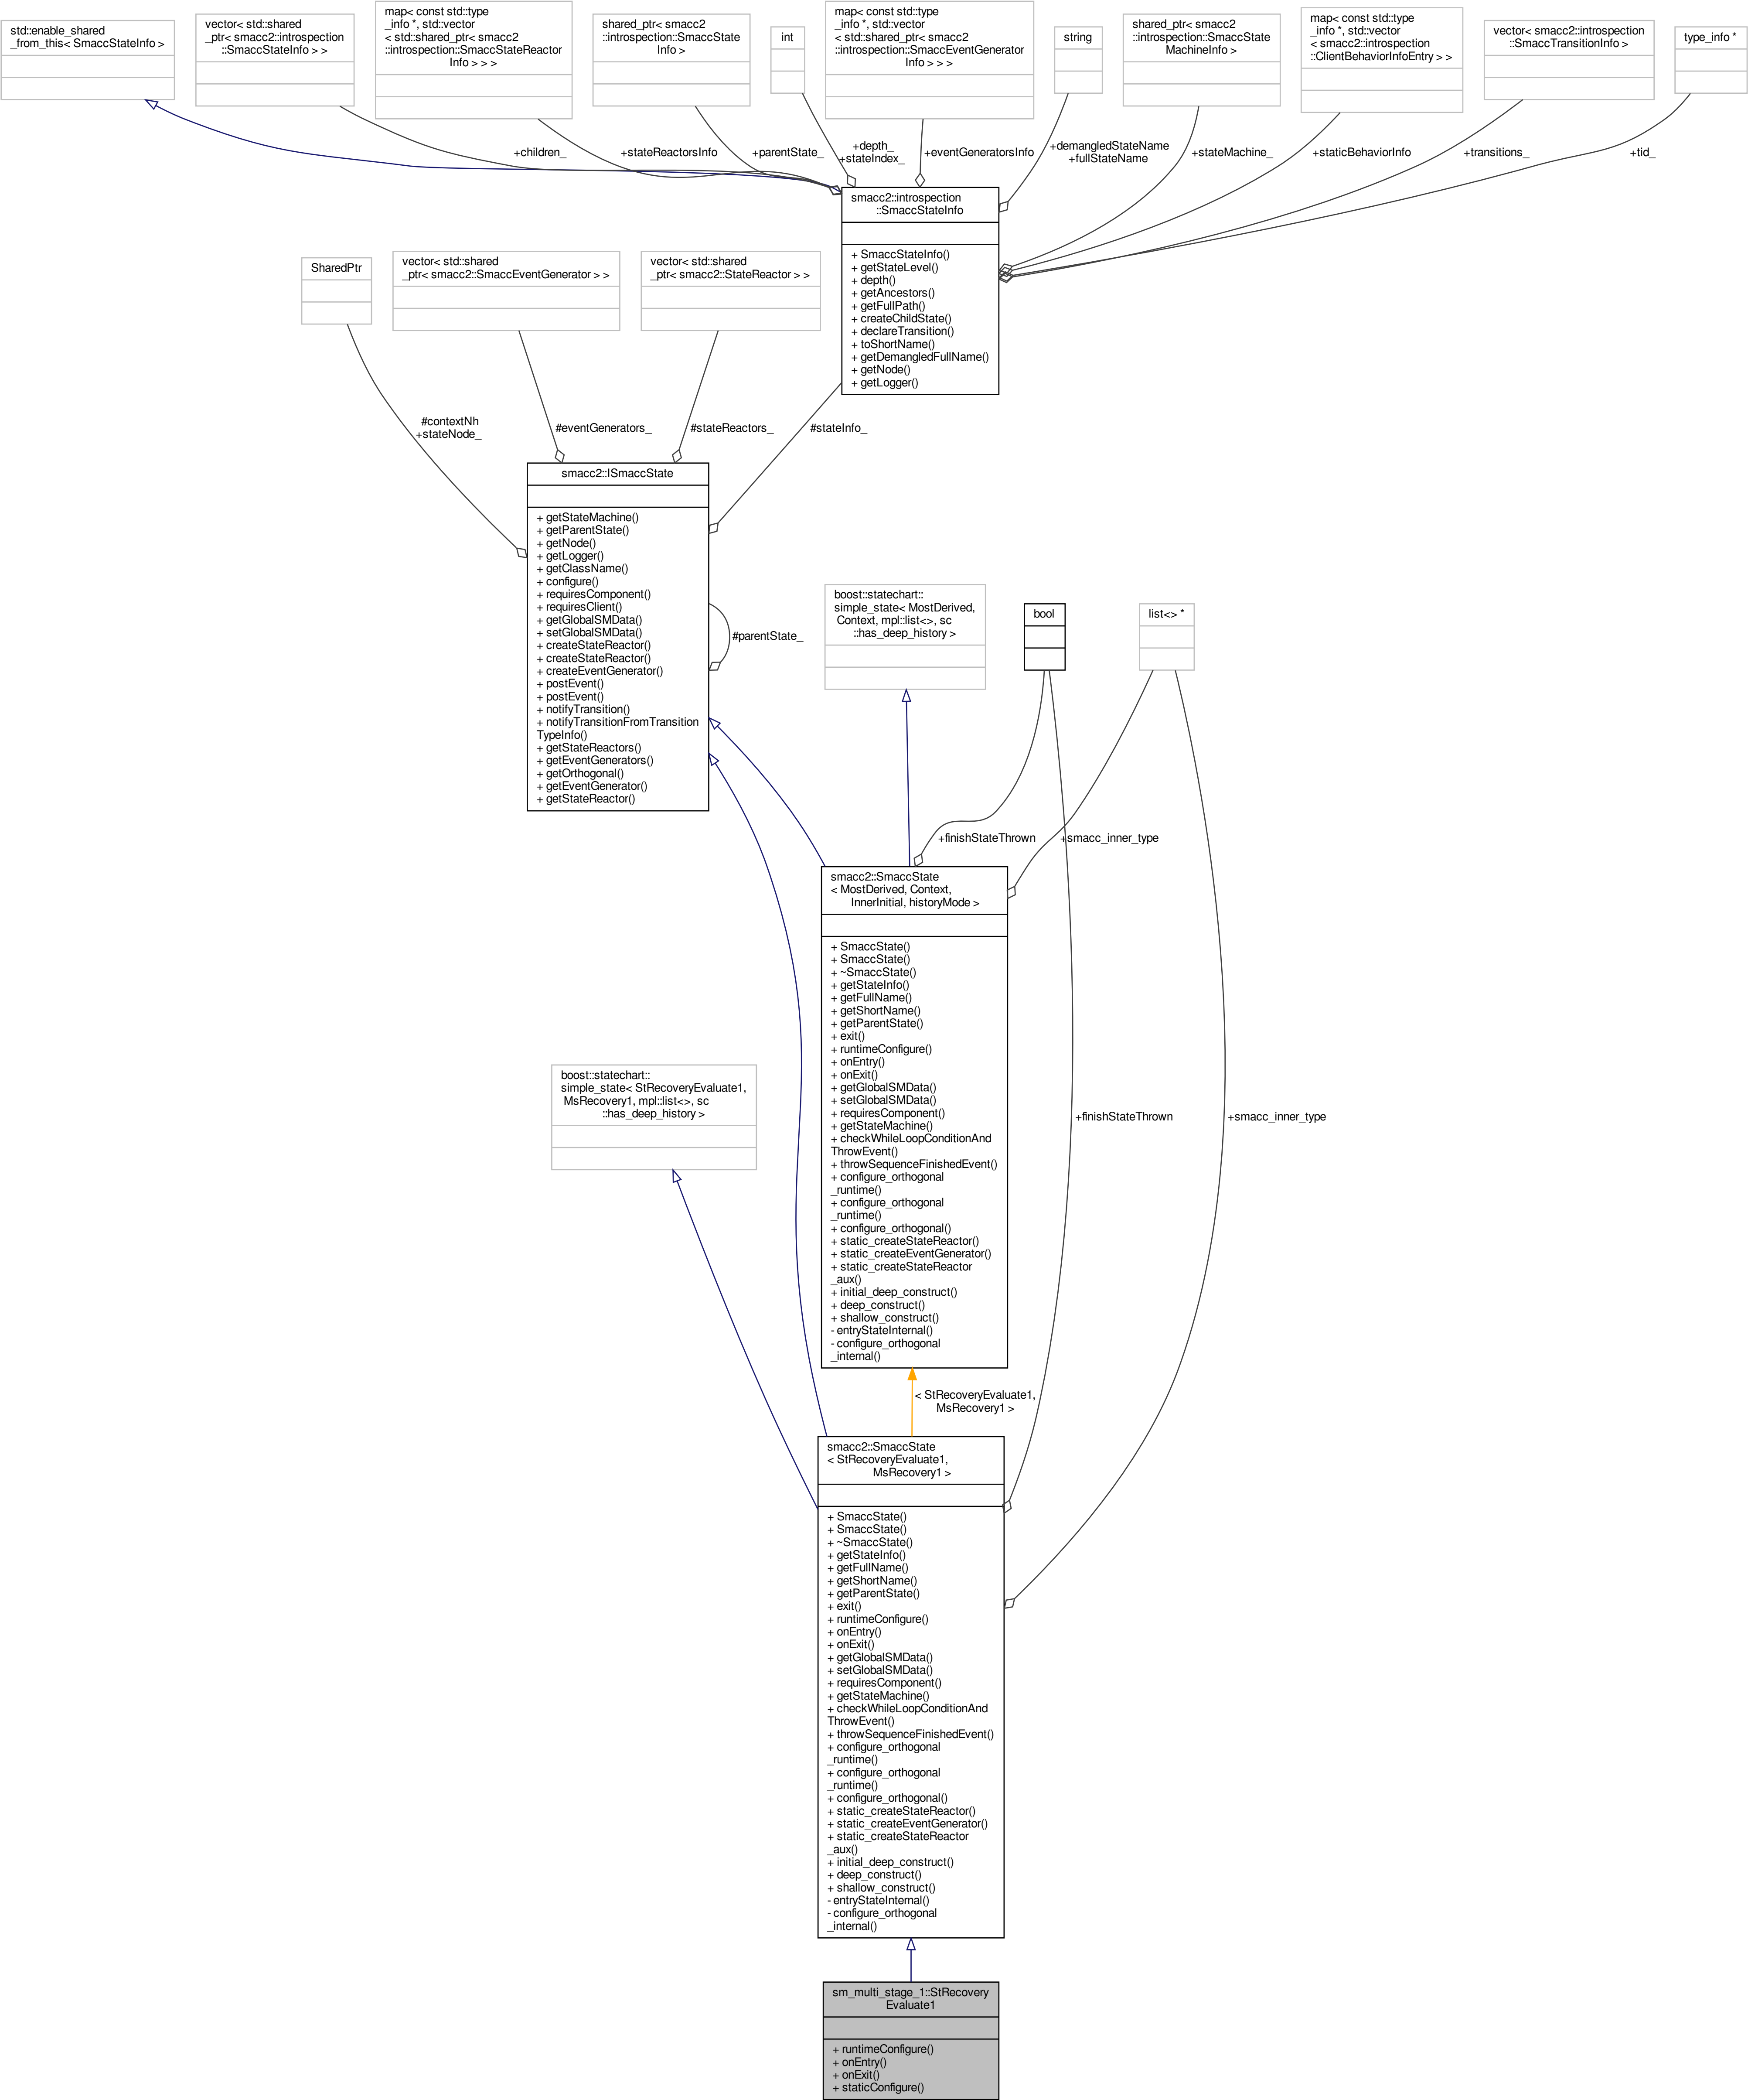 std::enable_shared
_from_this< SmaccStateInfo >
vector< std::shared
_ptr< smacc2::introspection
::SmaccStateInfo > >
map< const std::type
_info *, std::vector
< std::shared_ptr< smacc2
::introspection::SmaccStateReactor
Info > > >
shared_ptr< smacc2
::introspection::SmaccState
Info >
int
map< const std::type
_info *, std::vector
< std::shared_ptr< smacc2
::introspection::SmaccEventGenerator
Info > > >
string
shared_ptr< smacc2
::introspection::SmaccState
MachineInfo >
map< const std::type
_info *, std::vector
< smacc2::introspection
::ClientBehaviorInfoEntry > >
vector< smacc2::introspection
::SmaccTransitionInfo >
type_info *
+children_
+stateReactorsInfo
+parentState_
+depth_
+stateIndex_
+eventGeneratorsInfo
+demangledStateName
+fullStateName
+stateMachine_
+staticBehaviorInfo
+transitions_
+tid_
smacc2::introspection
::SmaccStateInfo
+ SmaccStateInfo()
+ getStateLevel()
+ depth()
+ getAncestors()
+ getFullPath()
+ createChildState()
+ declareTransition()
+ toShortName()
+ getDemangledFullName()
+ getNode()
+ getLogger()
SharedPtr
vector< std::shared
_ptr< smacc2::SmaccEventGenerator > >
vector< std::shared
_ptr< smacc2::StateReactor > >
#contextNh
+stateNode_
#eventGenerators_
#stateReactors_
#stateInfo_
smacc2::ISmaccState
+ getStateMachine()
+ getParentState()
+ getNode()
+ getLogger()
+ getClassName()
+ configure()
+ requiresComponent()
+ requiresClient()
+ getGlobalSMData()
+ setGlobalSMData()
+ createStateReactor()
+ createStateReactor()
+ createEventGenerator()
+ postEvent()
+ postEvent()
+ notifyTransition()
+ notifyTransitionFromTransition
TypeInfo()
+ getStateReactors()
+ getEventGenerators()
+ getOrthogonal()
+ getEventGenerator()
+ getStateReactor()
#parentState_
boost::statechart::
simple_state< MostDerived,
Context, mpl::list<>, sc
::has_deep_history >
bool
list<> *
+finishStateThrown
+smacc_inner_type
smacc2::SmaccState
< MostDerived, Context,
InnerInitial, historyMode >
+ SmaccState()
+ SmaccState()
+ ~SmaccState()
+ getStateInfo()
+ getFullName()
+ getShortName()
+ getParentState()
+ exit()
+ runtimeConfigure()
+ onEntry()
+ onExit()
+ getGlobalSMData()
+ setGlobalSMData()
+ requiresComponent()
+ getStateMachine()
+ checkWhileLoopConditionAnd
ThrowEvent()
+ throwSequenceFinishedEvent()
+ configure_orthogonal
_runtime()
+ configure_orthogonal
_runtime()
+ configure_orthogonal()
+ static_createStateReactor()
+ static_createEventGenerator()
+ static_createStateReactor
_aux()
+ initial_deep_construct()
+ deep_construct()
+ shallow_construct()
- entryStateInternal()
- configure_orthogonal
_internal()
boost::statechart::
simple_state< StRecoveryEvaluate1,
MsRecovery1, mpl::list<>, sc
::has_deep_history >
+finishStateThrown
+smacc_inner_type
< StRecoveryEvaluate1,
MsRecovery1 >
smacc2::SmaccState
< StRecoveryEvaluate1,
MsRecovery1 >
+ SmaccState()
+ SmaccState()
+ ~SmaccState()
+ getStateInfo()
+ getFullName()
+ getShortName()
+ getParentState()
+ exit()
+ runtimeConfigure()
+ onEntry()
+ onExit()
+ getGlobalSMData()
+ setGlobalSMData()
+ requiresComponent()
+ getStateMachine()
+ checkWhileLoopConditionAnd
ThrowEvent()
+ throwSequenceFinishedEvent()
+ configure_orthogonal
_runtime()
+ configure_orthogonal
_runtime()
+ configure_orthogonal()
+ static_createStateReactor()
+ static_createEventGenerator()
+ static_createStateReactor
_aux()
+ initial_deep_construct()
+ deep_construct()
+ shallow_construct()
- entryStateInternal()
- configure_orthogonal
_internal()
sm_multi_stage_1::StRecovery
Evaluate1
+ runtimeConfigure()
+ onEntry()
+ onExit()
+ staticConfigure()